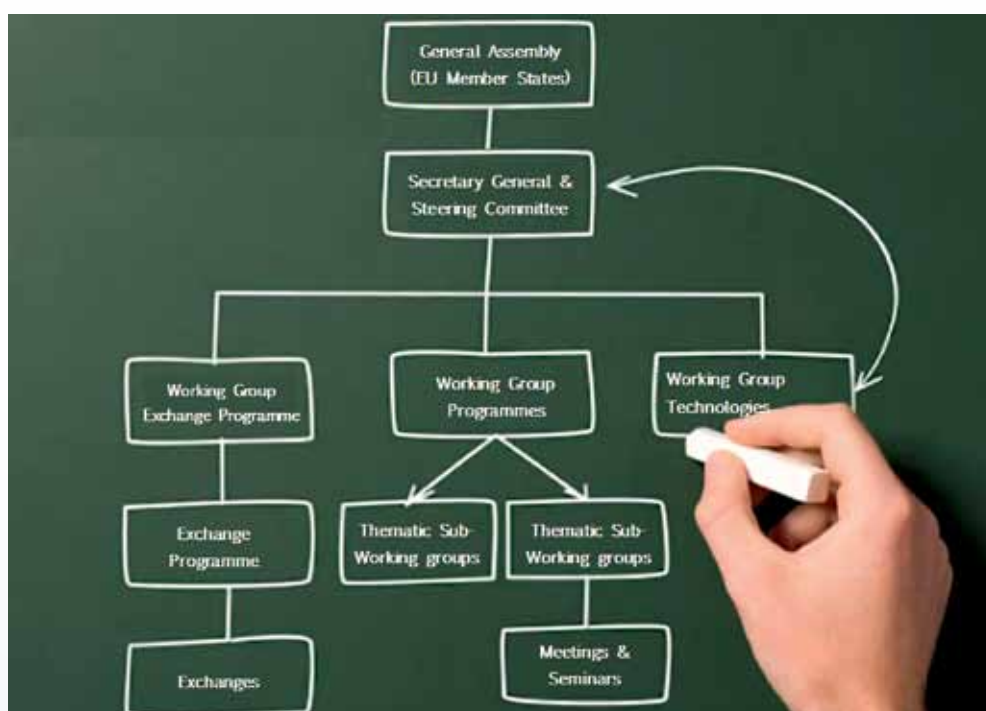 General Assembly
(EU Member States)
Secretary General &
Steering Committee
Working Group
Exchange Programme
Working Group
Programmes
Working Group
Technologies
Exchange
Programme
Thematic Sub-
Working groups
Thematic Sub-
Working groups
Exchanges
Meetings &
Seminars